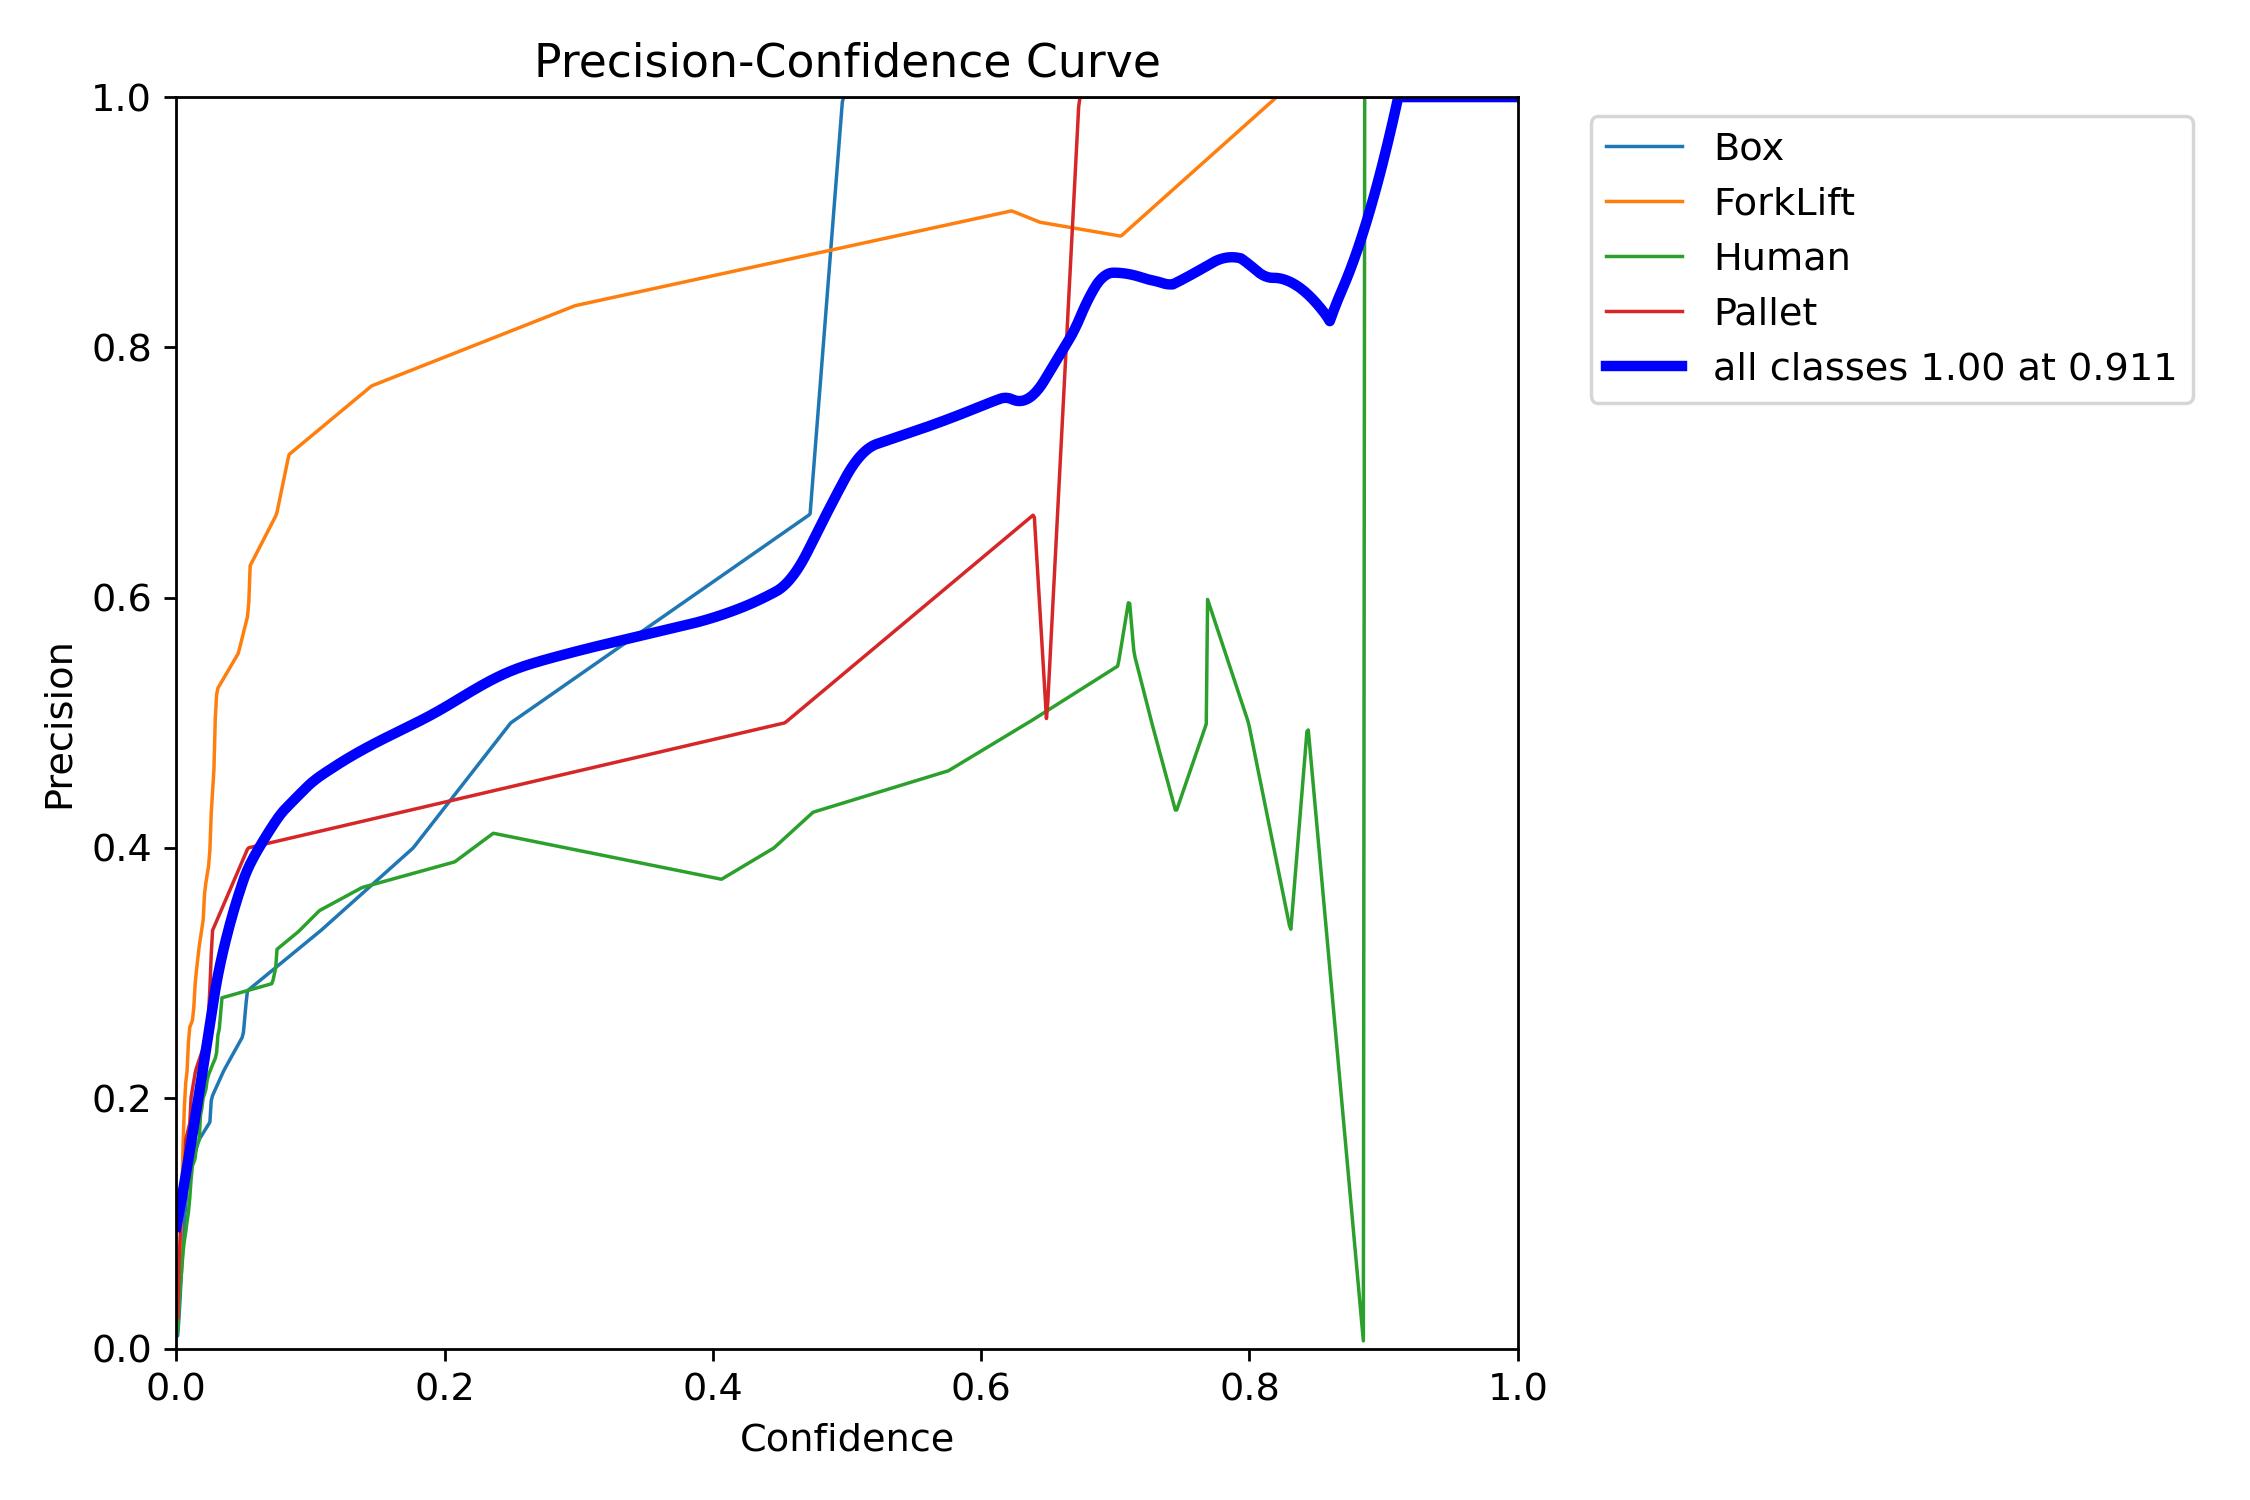 Precision-Confidence Curve
1.0
0.8
0.6
0.4
0.2
0.0
Precision
0.0 0.2 0.4 0.6 0.8 1.0
Confidence
Box
ForkLift
Human
Pallet
all classes 1.00 at 0.911